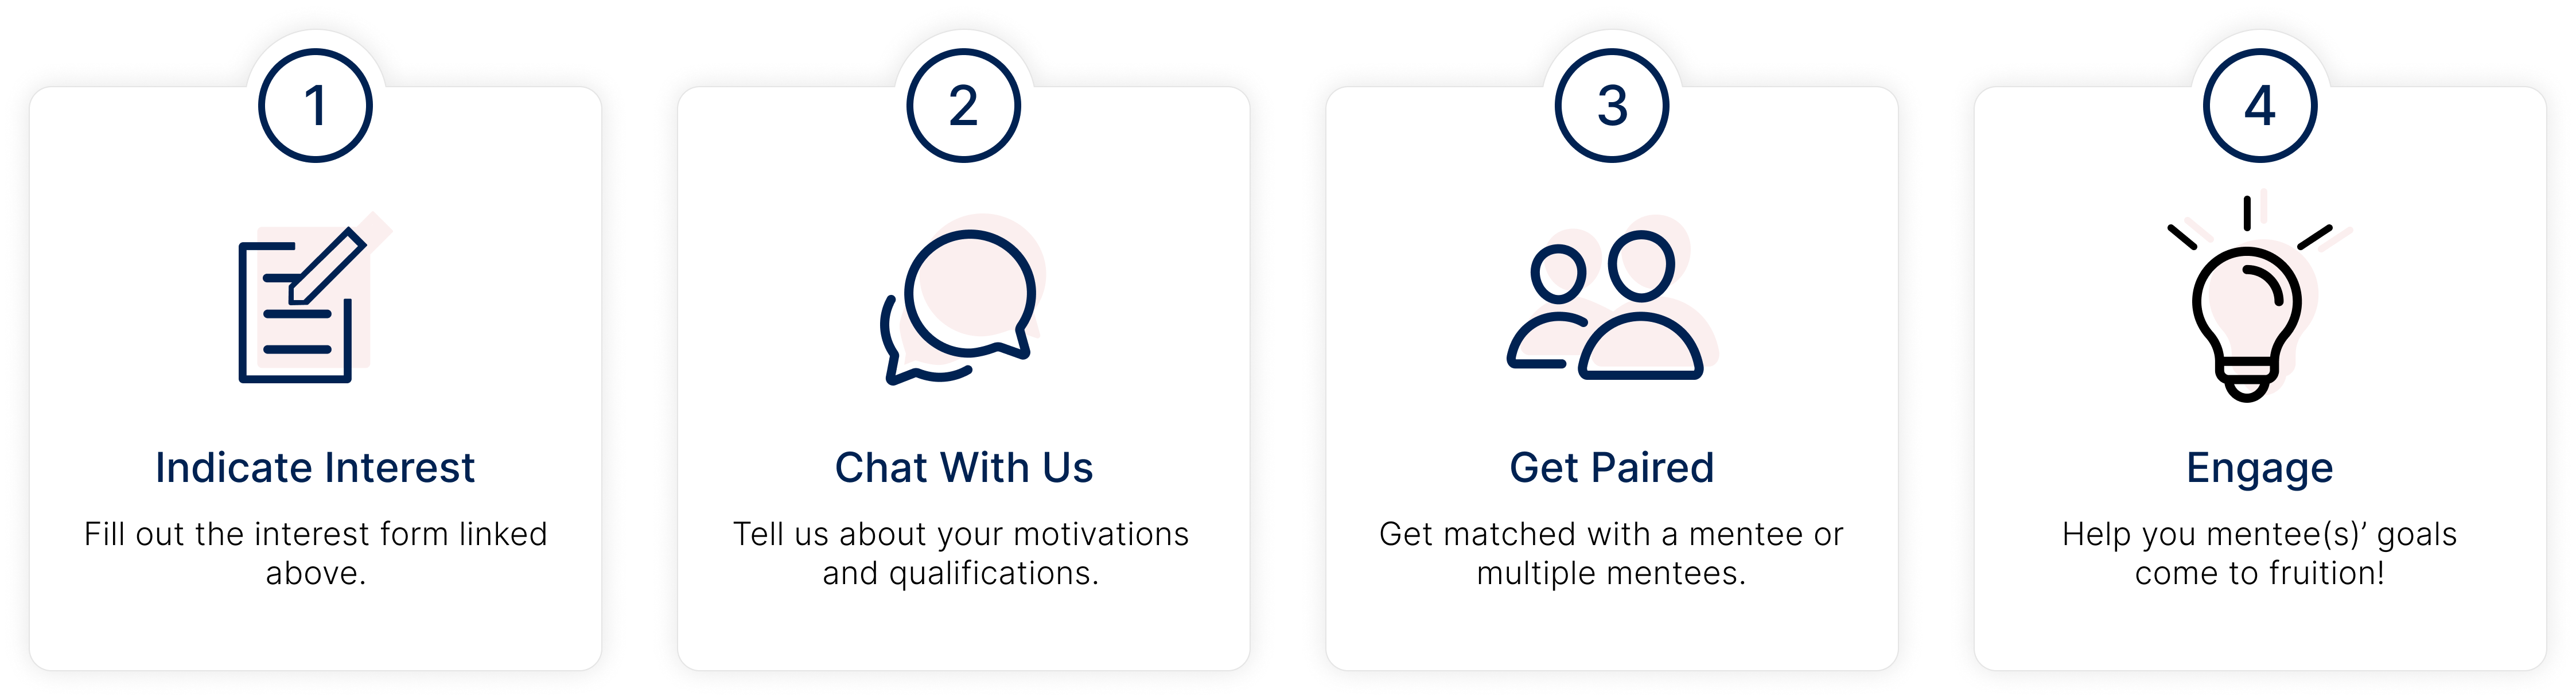 1
Indicate Interest
Fill out the interest form linked
above.
2
Chat With Us
Tell us about your motivations
and qualifications.
3
Get Paired
Get matched with a mentee or
multiple mentees.
4
Engage
Help you mentee(s)’ goals
come to fruition!